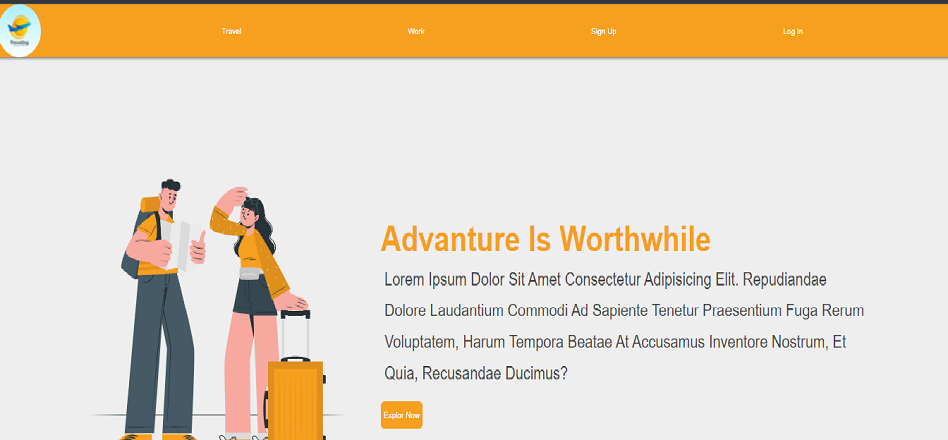 Travel Work Sign Up Log In
Advanture Is Worthwhile
Lorem Ipsum Dolor Sit Amet Consectetur Adipisicing Elit. Repudiandae
Dolore Laudantium Commodi Ad Sapiente Tenetur Praesentium Fuga Rerum
Voluptatem, Harum Tempora Beatae At Accusamus Inventore Nostrum, Et
Quia, Recusandae Ducimus?
Explor Now